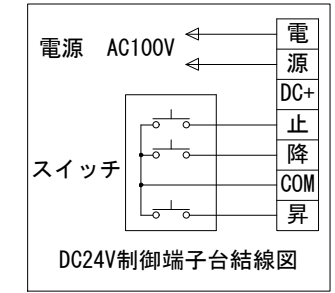 電源 AC100V
電
源
DC+
止
降
COM
昇
スイッチ
DC24V制御端子台結線図